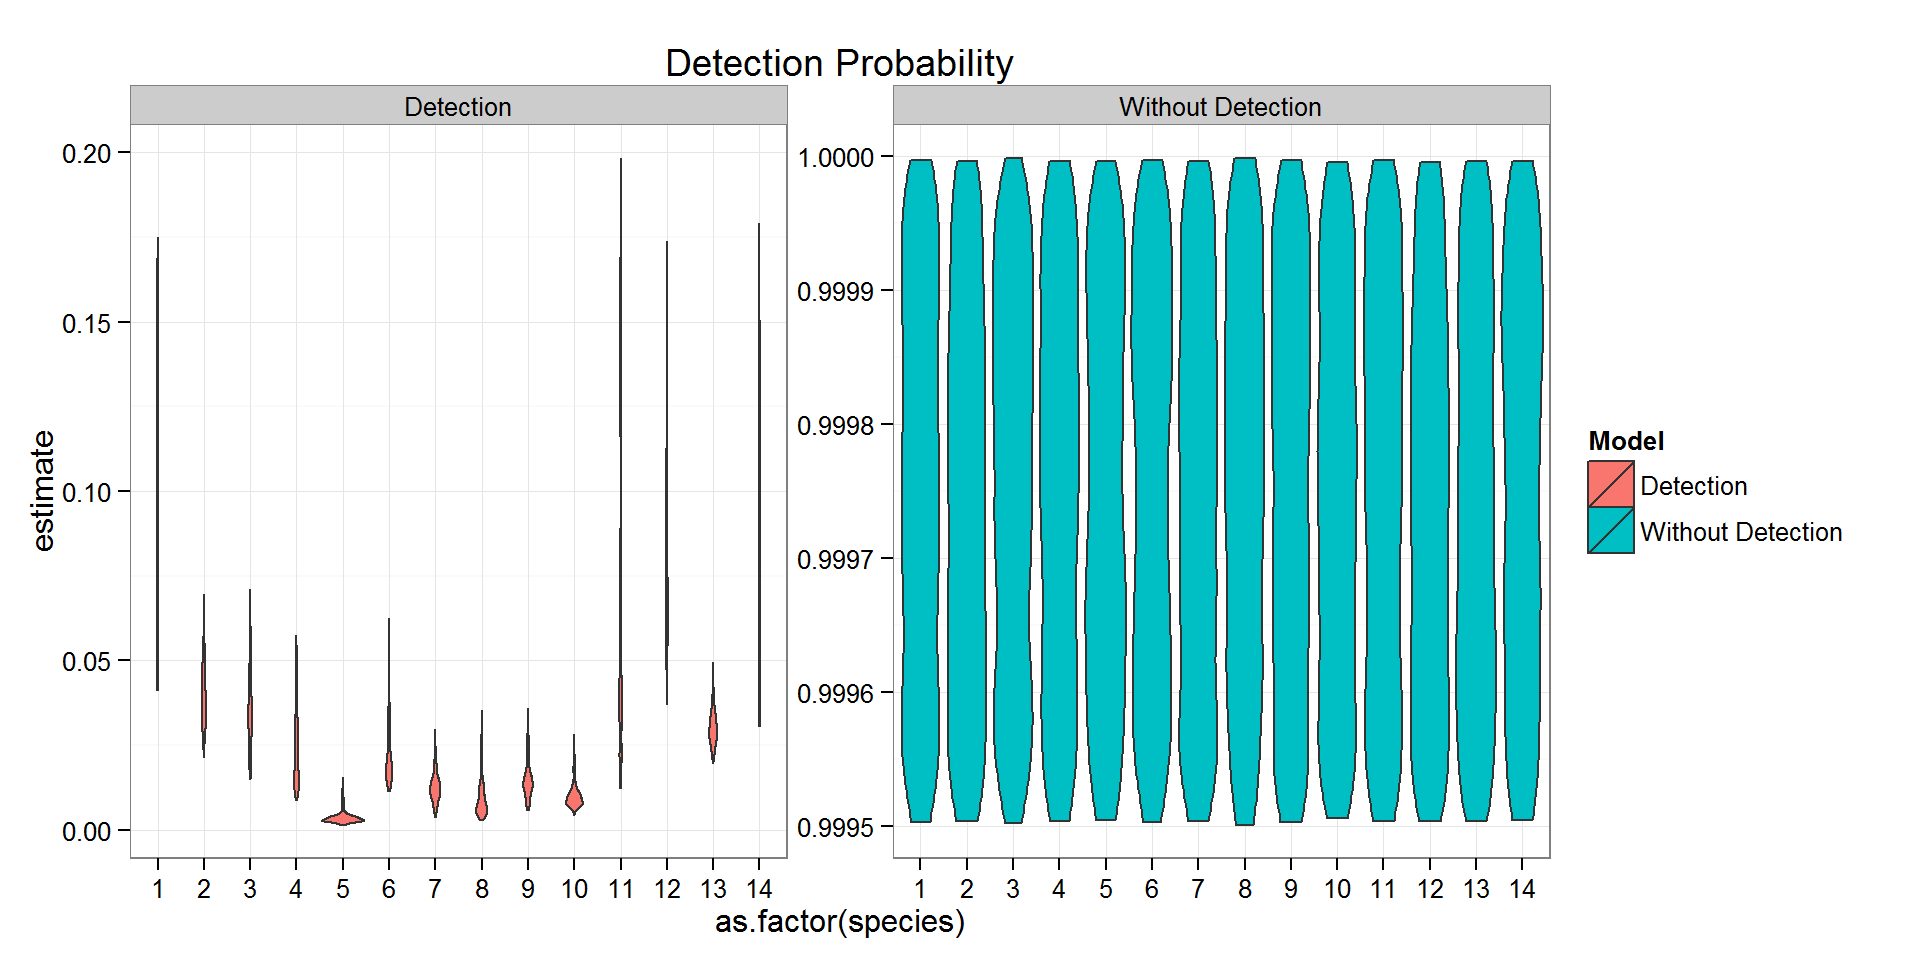 Detection Probability
Detection
Without Detection
0.20
0.15
0.10
0.05
0.00
1.0000
0.9999
0.9998
0.9997
0.9996
0.9995
1 2 3 4 5 6 7 8 9 10 11 12 13 14
1 2 3 4 5 6 7 8 9 10 11 12 13 14
estimate
as.factor(species)
Model
Detection
Without Detection